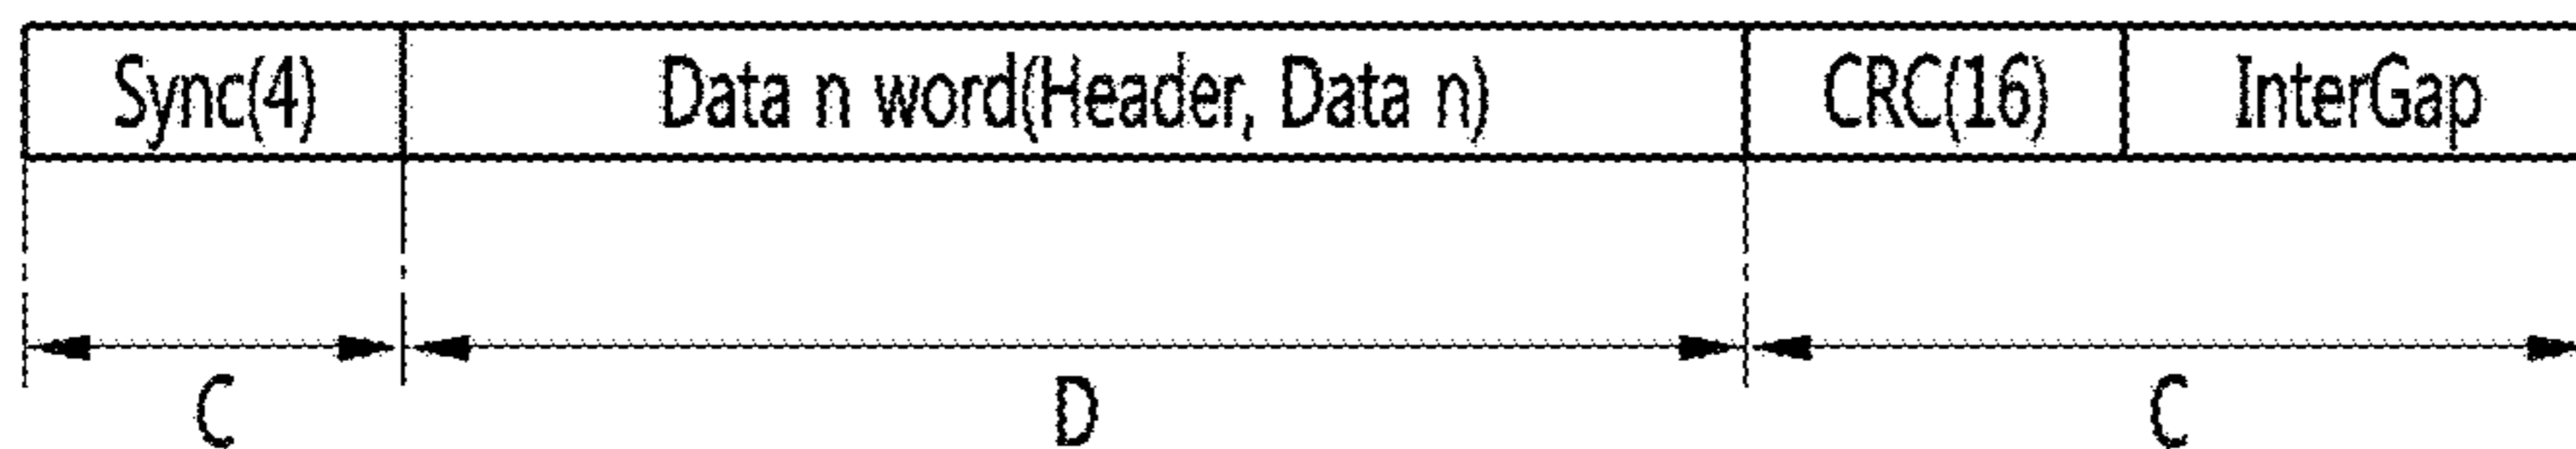 Sync(4) Data n word(Header, Data n) CRC(16) InterGap
C D C